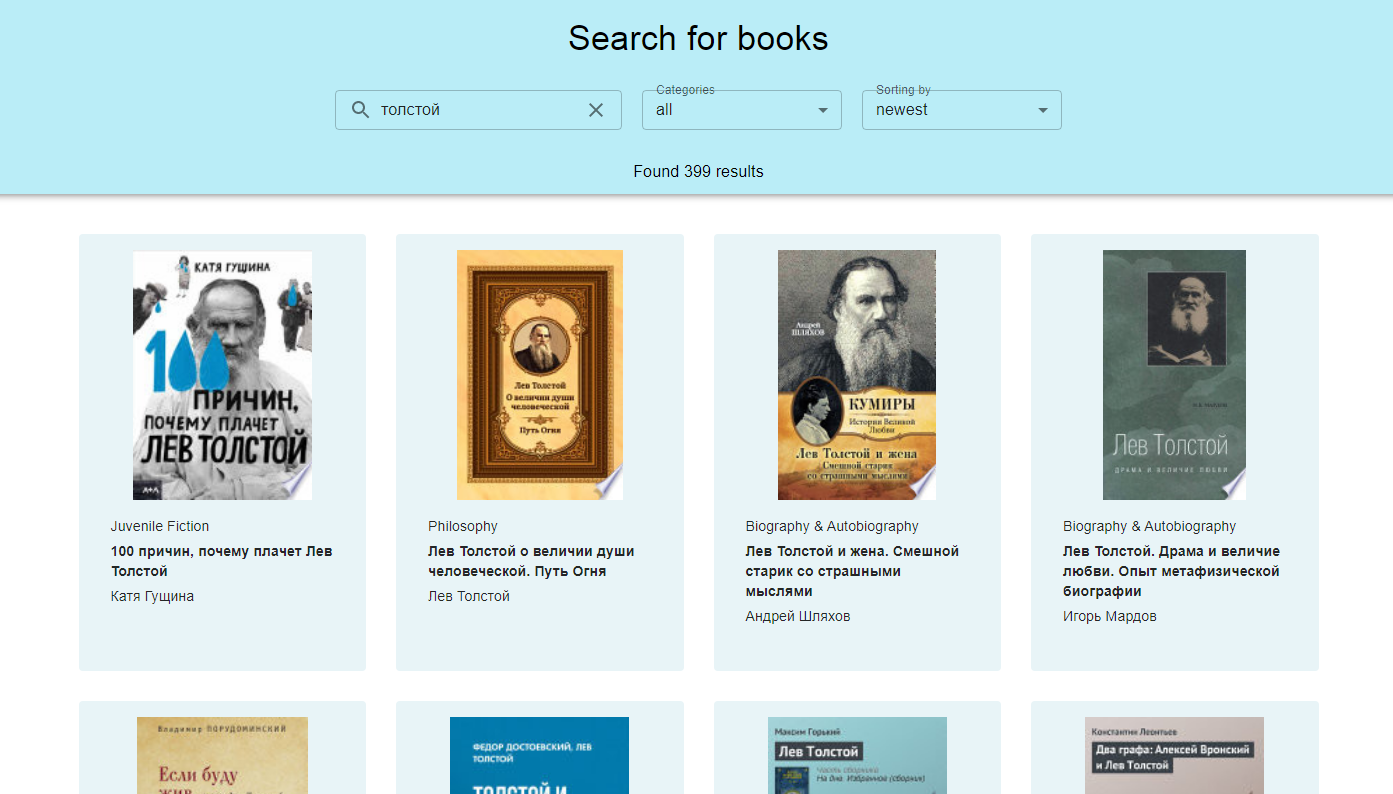 Search for books
Categories
Sorting by
толстой
all
newest
Found 399 results
КАТЯ ГУЩИНА
100
ПРИЧИН,
ПОЧЕМУ ПЛАЧЕТ
ЛЕВ ТОЛСТОЙ
Juvenile Fiction
100 причин, почему плачет Лев
Толстой
Катя Гущина
Лев Толстой
О величии души
человеческой
Путь Огня
Philosophy
Лев Толстой о величии души
человеческой. Путь Огня
Лев Толстой
Андрей
ШЛЯХОВ
КУМИРЫ
История Великой
Любви
Лев Толстой и жена
Смешной старик
со страшными мыслями
Biography & Autobiography
Лев Толстой и жена. Смешной
старик со страшными
мыслями
Андрей Шляхов
Лев Толстой
ДРАМА И ВЕЛИЧИЕ ЛЮБВИ
Biography & Autobiography
Лев Толстой. Драма и величие
любви. Опыт метафизической
биографии
Игорь Мардов
Владимир ПОРУДОМИНСКИЙ
Если буду
жив
ФЕДОР ДОСТОЕВСКИЙ, ЛЕВ
ТОЛСТОЙ
ТОЛСТОЙ И
Максим Горький
Лев Толстой
Часть сборника
На дне. Избранное (сборник)
Константин Леонтьев
Два графа: Алексей Вронский
и Лев Толстой